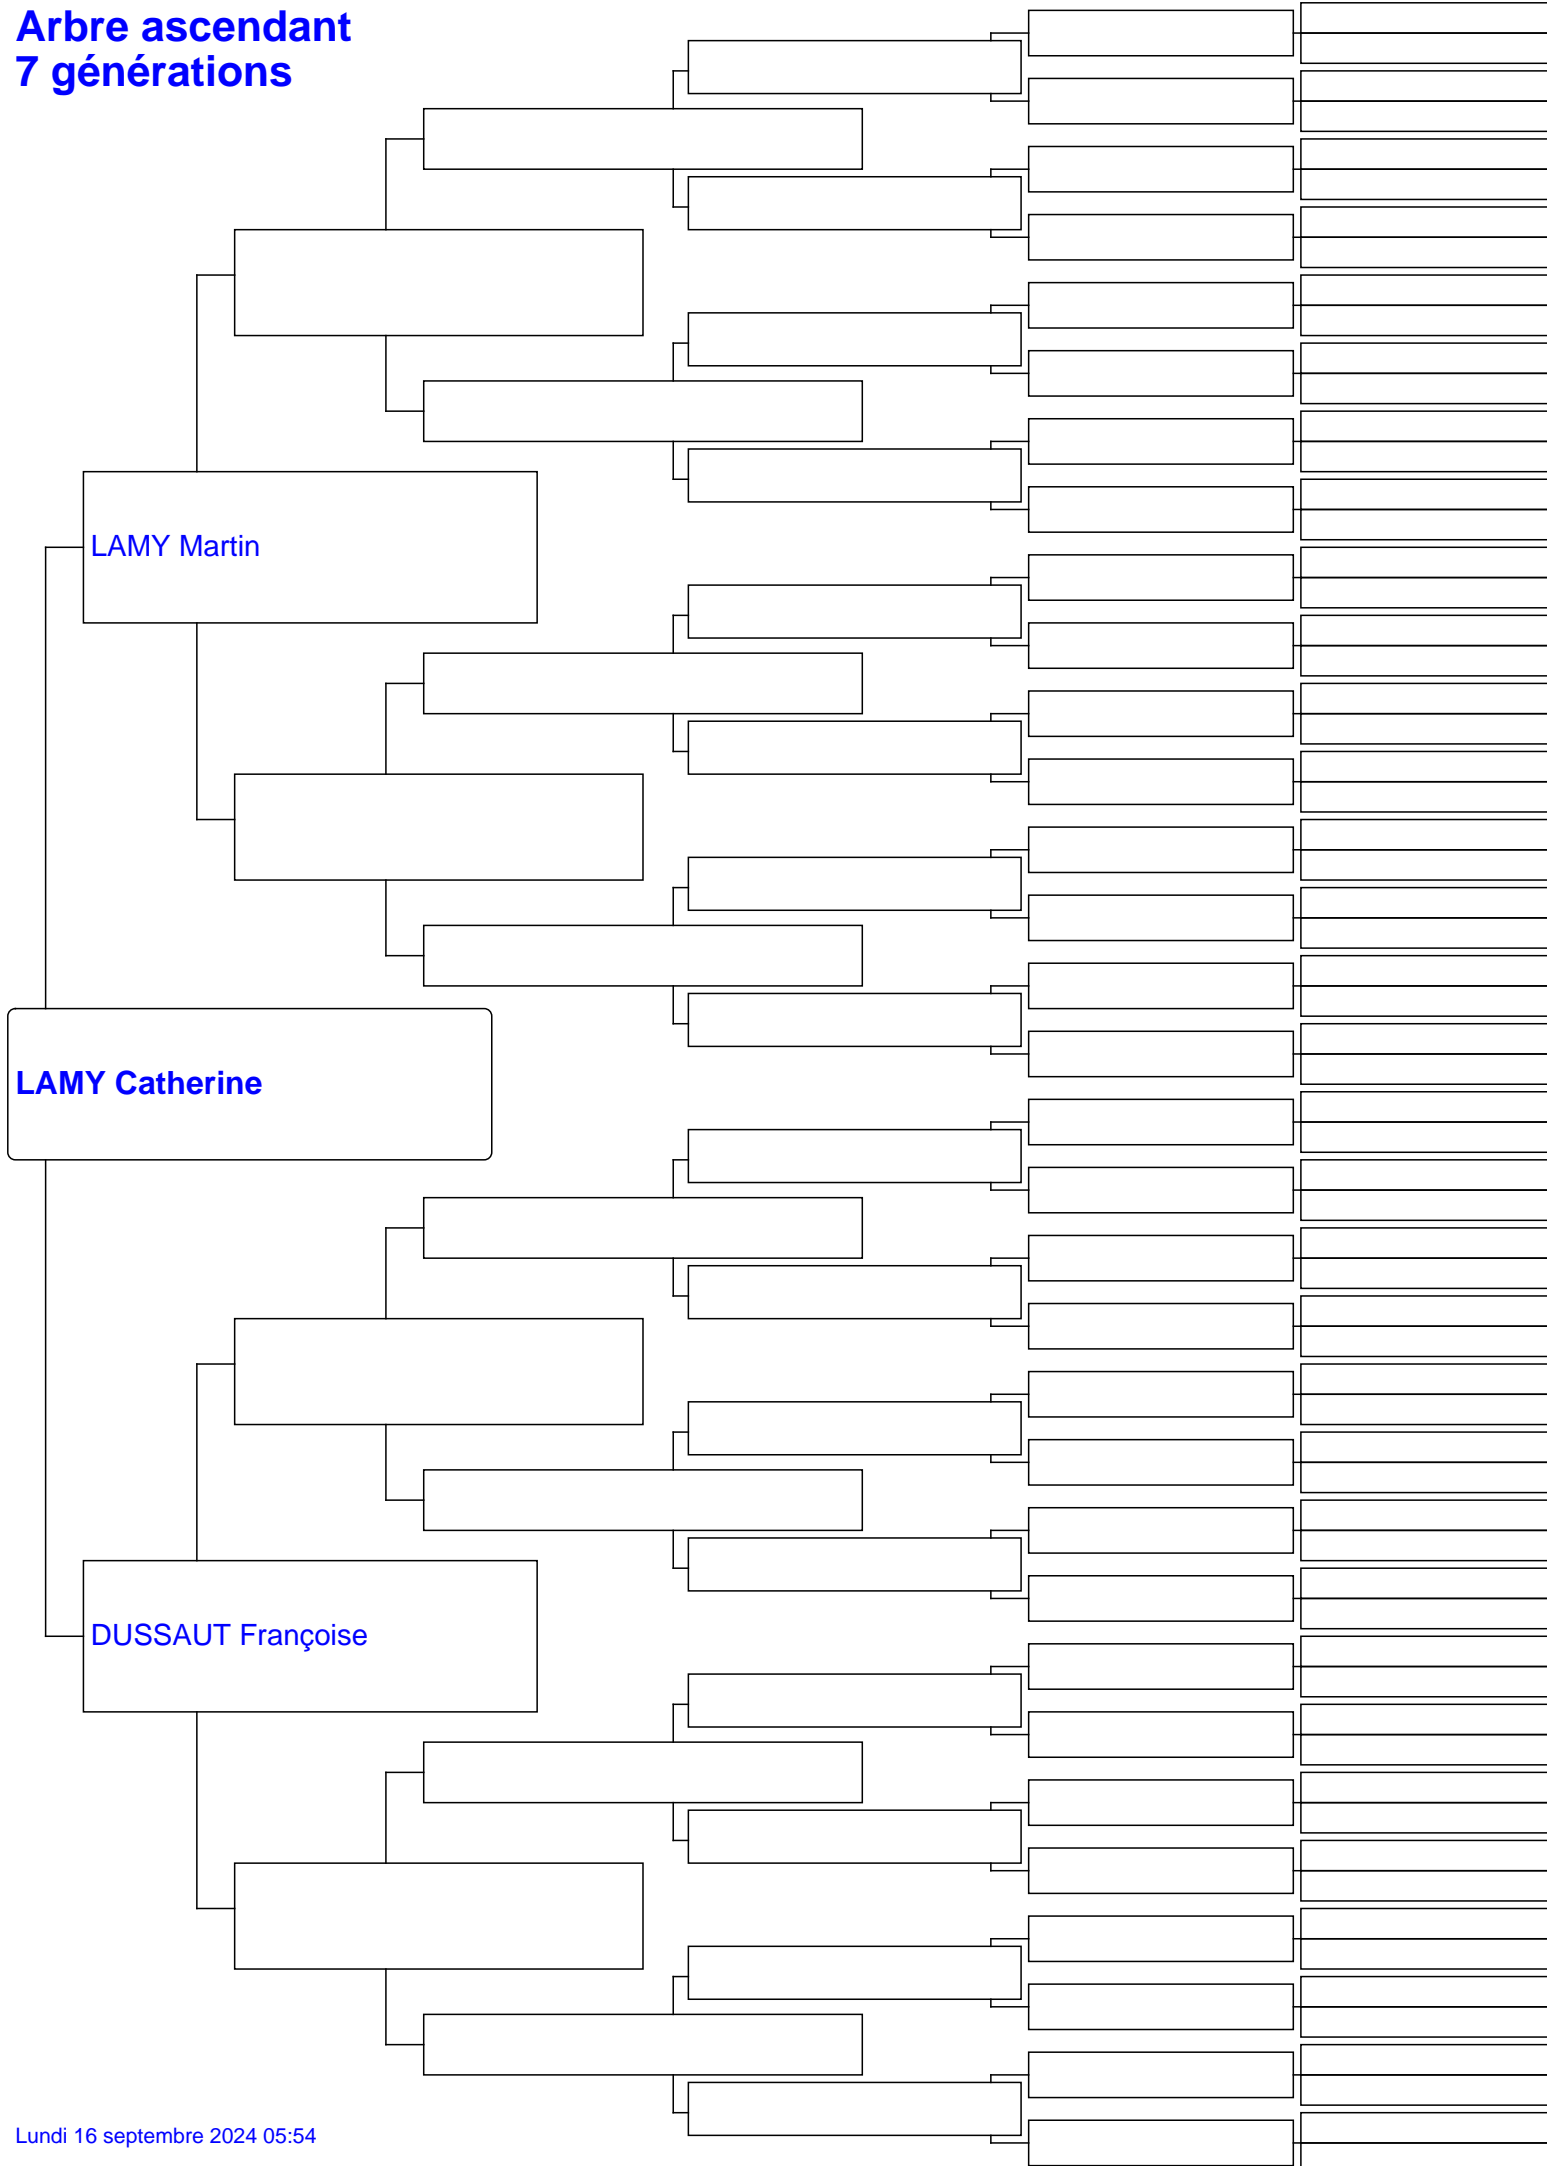 Arbre ascendant
7 générations
LAMY Martin
LAMY Catherine
DUSSAUT Françoise
Lundi 16 septembre 2024 05:54